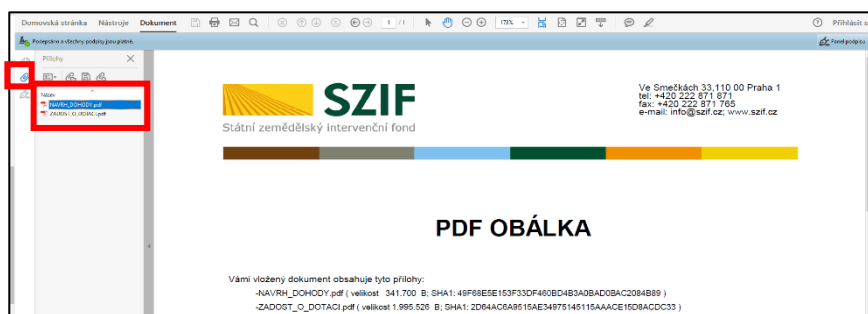 Domovská stránka Nástroje Dokument 1 / 1 173% Přihlásit s
Podepsáno a všechny podpisy jsou platné. Panel podpisu
Přílohy
Název
NAVRH_DOHODY.pdf
ZADOST_O_DOTACI.pdf
SZIF
Státní zemědělský intervenční fond
Ve Smečkách 33,110 00 Praha 1
tel: +420 222 871 871
fax: +420 222 871 765
e-mail: info@szif.cz; www.szif.cz
PDF OBÁLKA
Vámi vložený dokument obsahuje tyto přílohy:
-NAVRH_DOHODY.pdf ( velikost 341.700 B; SHA1: 49F68E5E153F33DF460BD4B3A0BAD0BAC2084B89 )
-ZADOST_O_DOTACI.pdf ( velikost 1.995.526 B; SHA1: 2D64AC6A9515AE34975145115AAACE15D8ACDC33 )